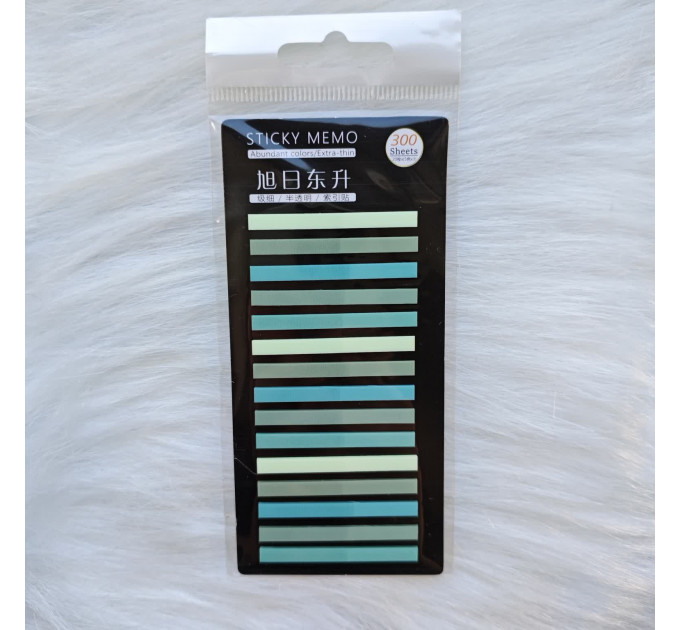 STICKY MEMO
Abundant colors/Extra-thin
300
Sheets
旭日东升
级细 / 半透明 / 索引贴